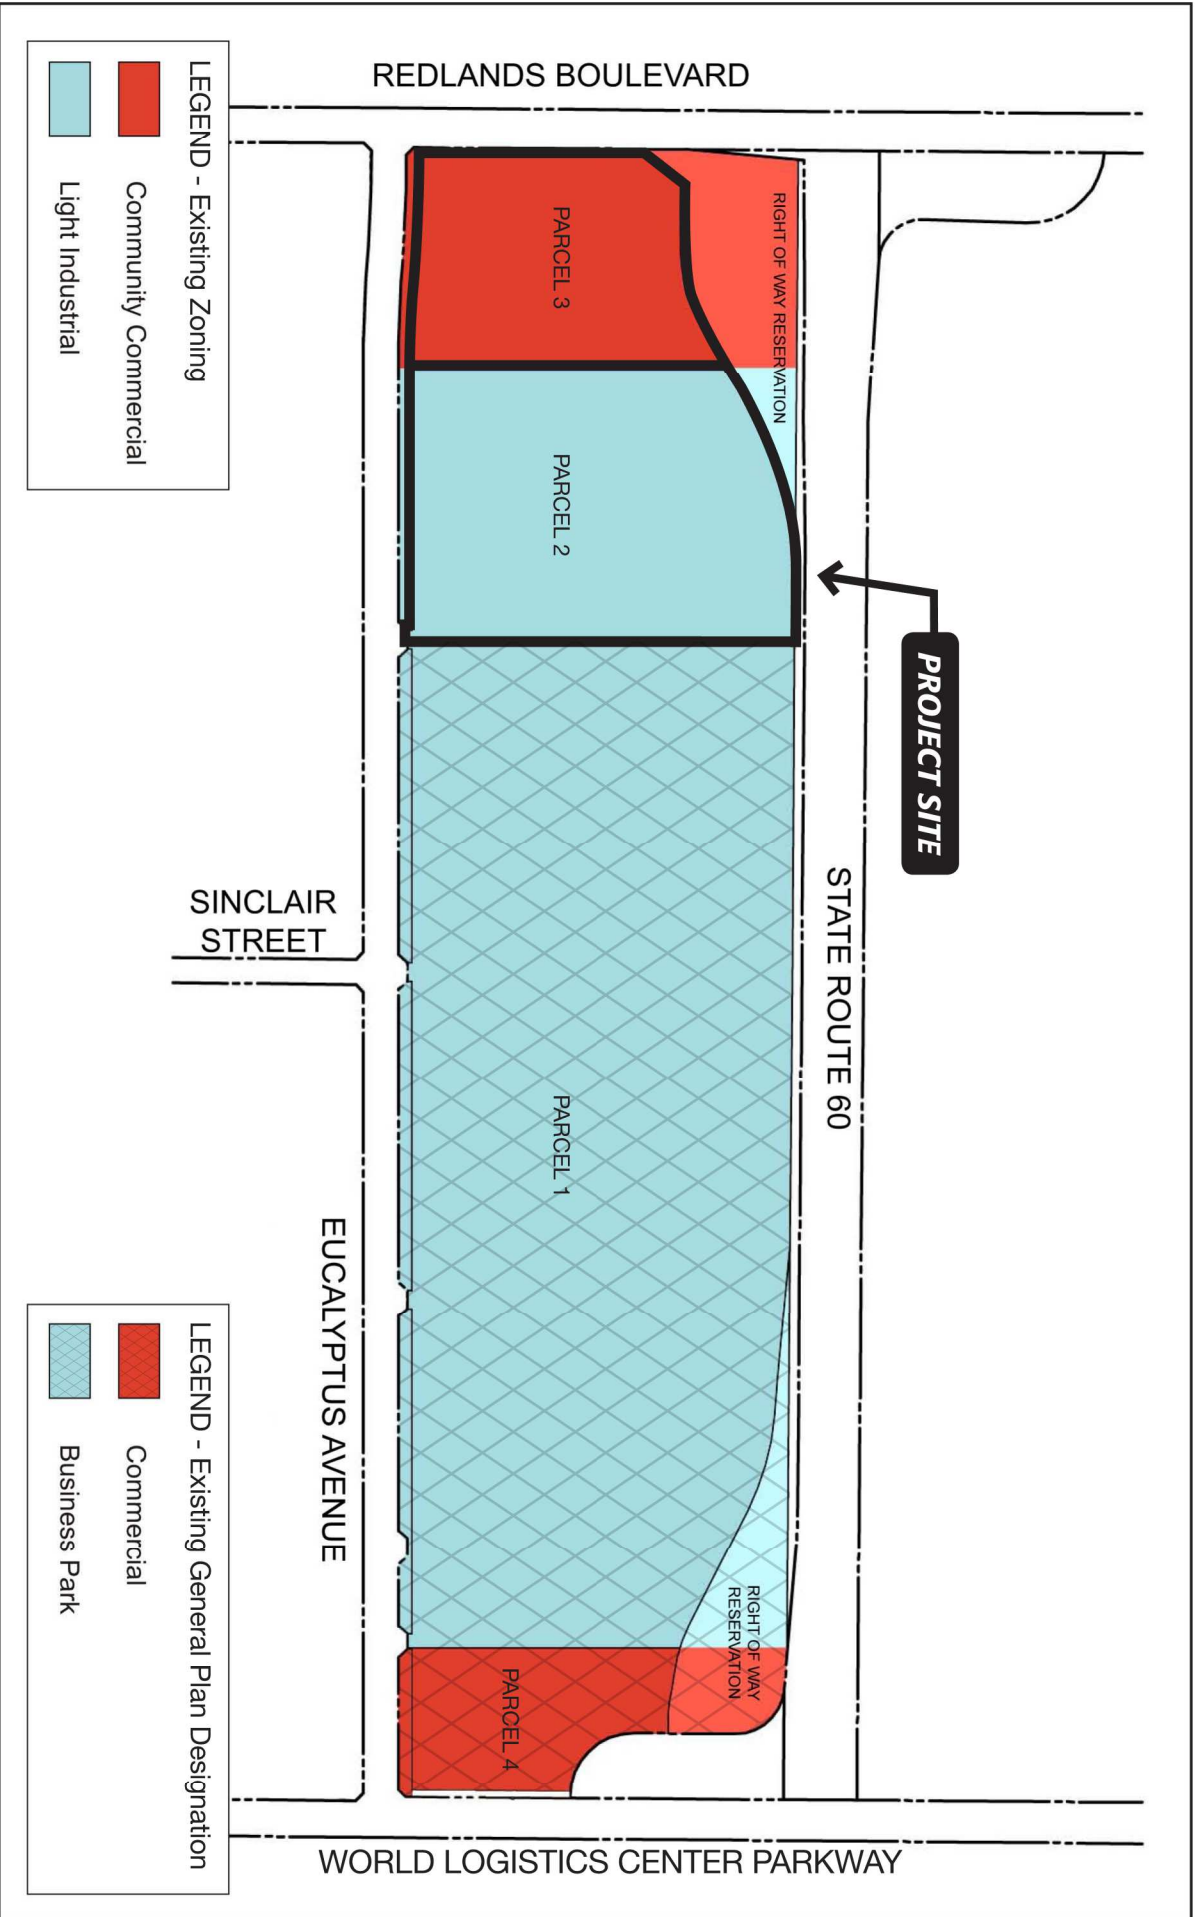 REDLANDS BOULEVARD
RIGHT OF WAY RESERVATION
PARCEL 3
PARCEL 2
PROJECT SITE
STATE ROUTE 60
PARCEL 1
SINCLAIR
STREET
EUCALYPTUS AVENUE
RIGHT OF WAY
RESERVATION
PARCEL 4
WORLD LOGISTICS CENTER PARKWAY
LEGEND - Existing Zoning
Community Commercial
Light Industrial
LEGEND - Existing General Plan Designation
Commercial
Business Park